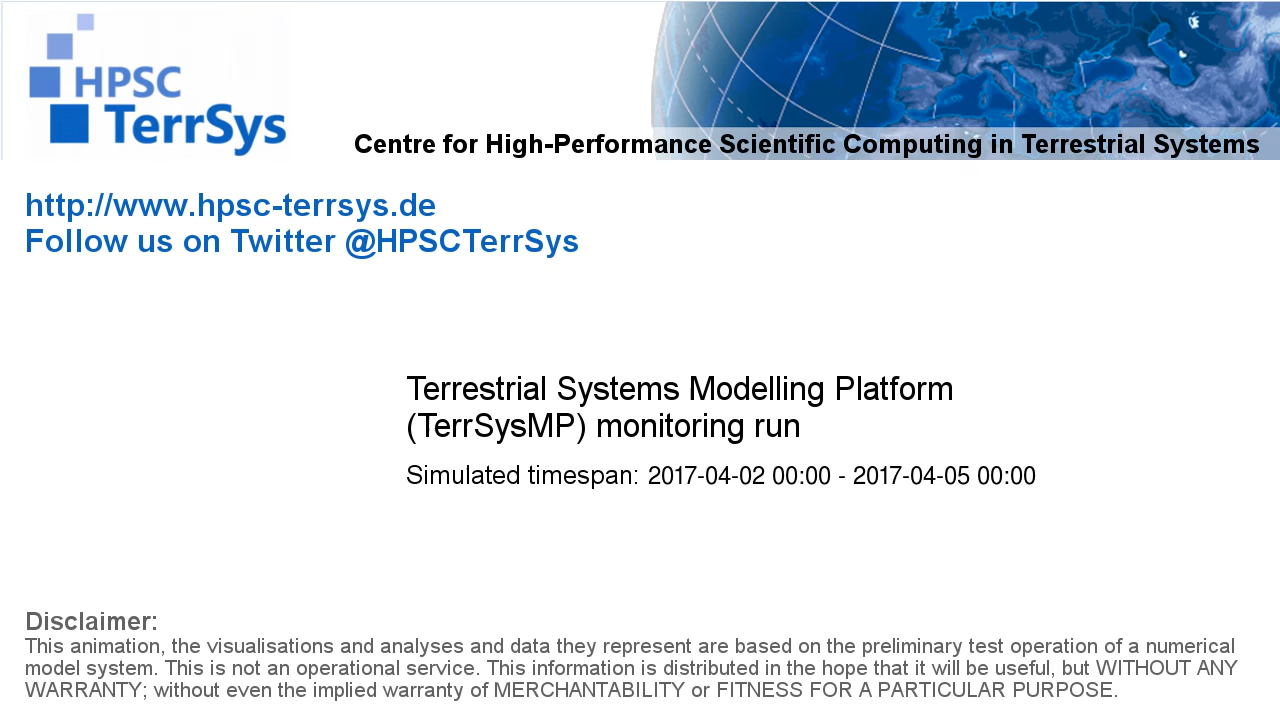 HPSC
TerrSys
Centre for High-Performance Scientific Computing in Terrestrial Systems
http://www.hpsc-terrsys.de
Follow us on Twitter @HPSCTerrSys
Terrestrial Systems Modelling Platform
(TerrSysMP) monitoring run
Simulated timespan: 2017-04-02 00:00 - 2017-04-05 00:00
Disclaimer:
This animation, the visualisations and analyses and data they represent are based on the preliminary test operation of a numerical
model system. This is not an operational service. This information is distributed in the hope that it will be useful, but WITHOUT ANY
WARRANTY; without even the implied warranty of MERCHANTABILITY or FITNESS FOR A PARTICULAR PURPOSE.